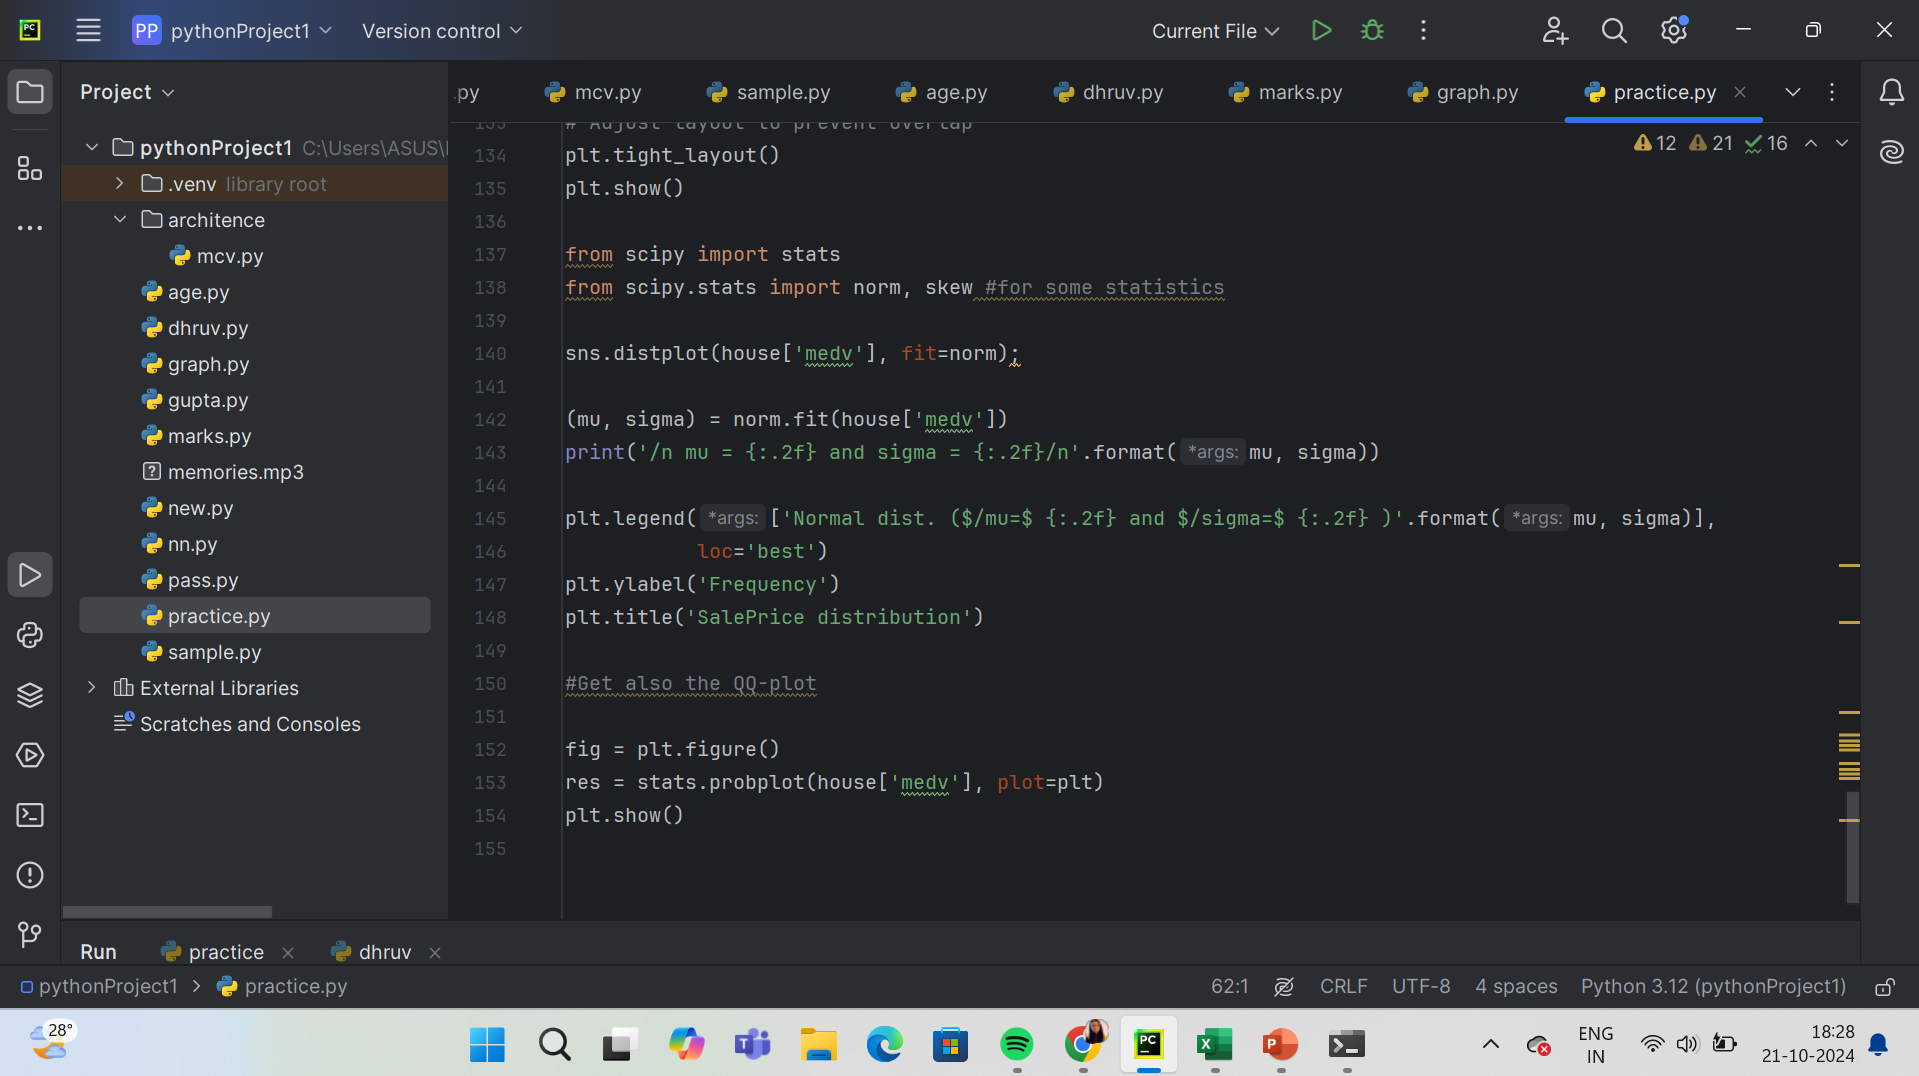 PC
PP pythonProject1
Version control
Current File
Project
.py
mcv.py
sample.py
age.py
dhruv.py
marks.py
graph.py
practice.py
pythonProject1 C:\Users\ASUS\
.venv library root
architence
mcv.py
age.py
dhruv.py
graph.py
gupta.py
marks.py
memories.mp3
new.py
nn.py
pass.py
practice.py
sample.py
External Libraries
Scratches and Consoles
12 21 16
133 # Adjust layout to prevent overlap
134 plt.tight_layout()
135 plt.show()
136
137 from scipy import stats
138 from scipy.stats import norm, skew #for some statistics
139
140 sns.distplot(house['medv'], fit=norm);
141
142 (mu, sigma) = norm.fit(house['medv'])
143 print('/n mu = {:.2f} and sigma = {:.2f}/n'.format( *args: mu, sigma))
144
145 plt.legend( *args: ['Normal dist. ($/mu=$ {:.2f} and $/sigma=$ {:.2f} )'.format( *args: mu, sigma)],
146 loc='best')
147 plt.ylabel('Frequency')
148 plt.title('SalePrice distribution')
149
150 #Get also the QQ-plot
151
152 fig = plt.figure()
153 res = stats.probplot(house['medv'], plot=plt)
154 plt.show()
155
Run
practice
dhruv
pythonProject1 > practice.py
62:1 CRLF UTF-8 4 spaces Python 3.12 (pythonProject1)
28°
T
PC
X
P
ENG
IN
18:28
21-10-2024